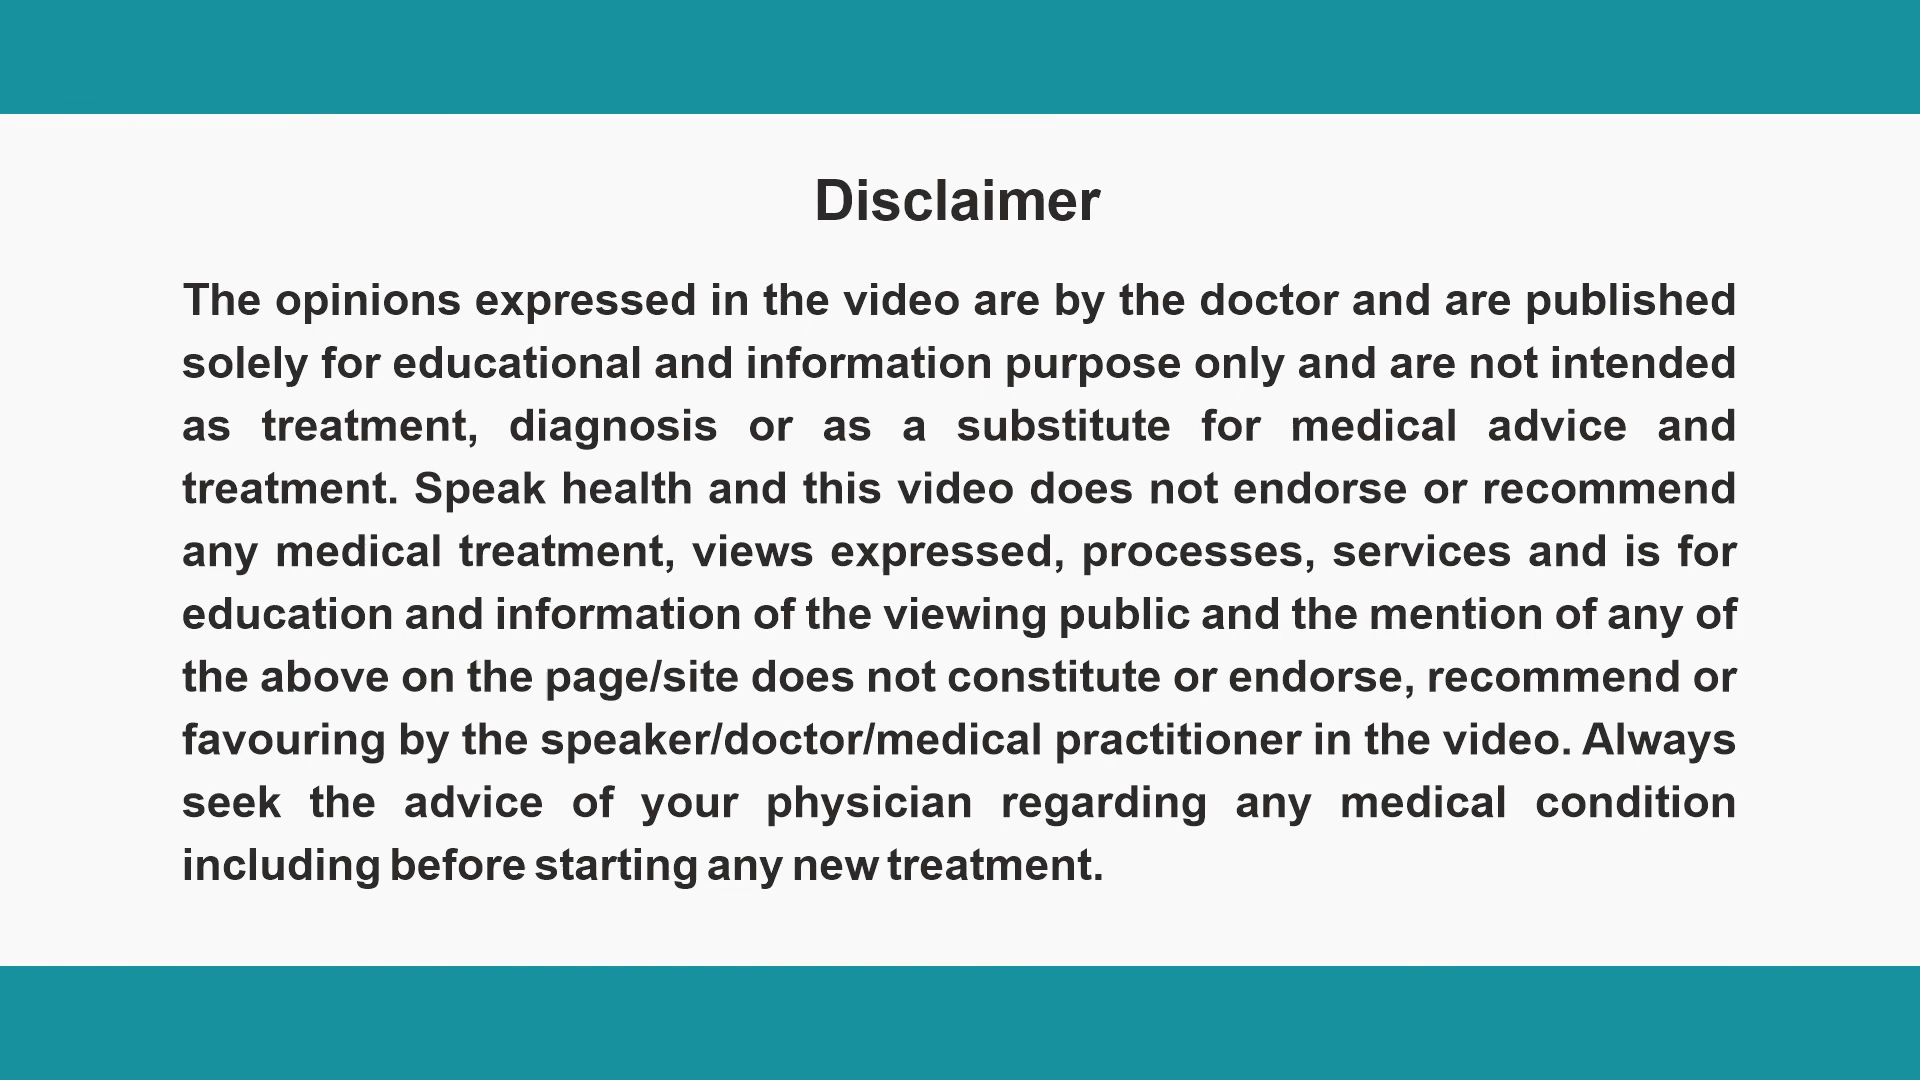 Disclaimer
The opinions expressed in the video are by the doctor and are published
solely for educational and information purpose only and are not intended
as treatment, diagnosis or as a substitute for medical advice and
treatment. Speak health and this video does not endorse or recommend
any medical treatment, views expressed, processes, services and is for
education and information of the viewing public and the mention of any of
the above on the page/site does not constitute or endorse, recommend or
favouring by the speaker/doctor/medical practitioner in the video. Always
seek the advice of your physician regarding any medical condition
including before starting any new treatment.